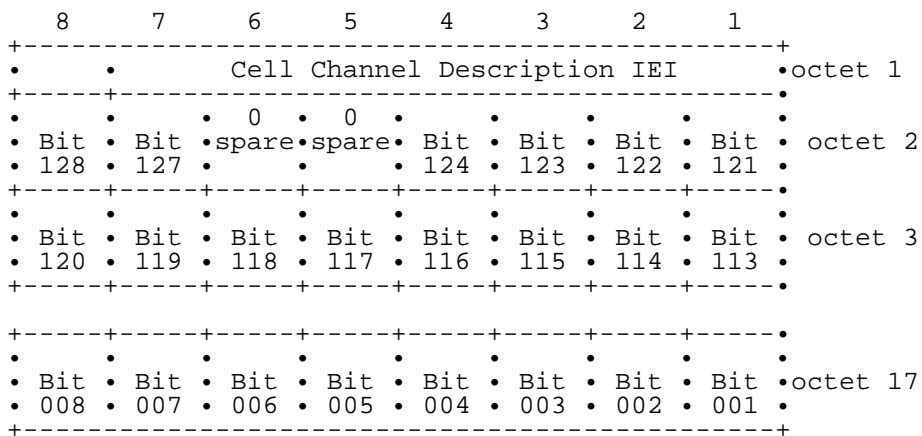 8 7 6 5 4 3 2 1
Cell Channel Description IEI octet 1
0 0
Bit Bit spare spare Bit Bit Bit Bit octet 2
128 127 124 123 122 121
Bit Bit Bit Bit Bit Bit Bit Bit octet 3
120 119 118 117 116 115 114 113
Bit Bit Bit Bit Bit Bit Bit Bit octet 17
008 007 006 005 004 003 002 001